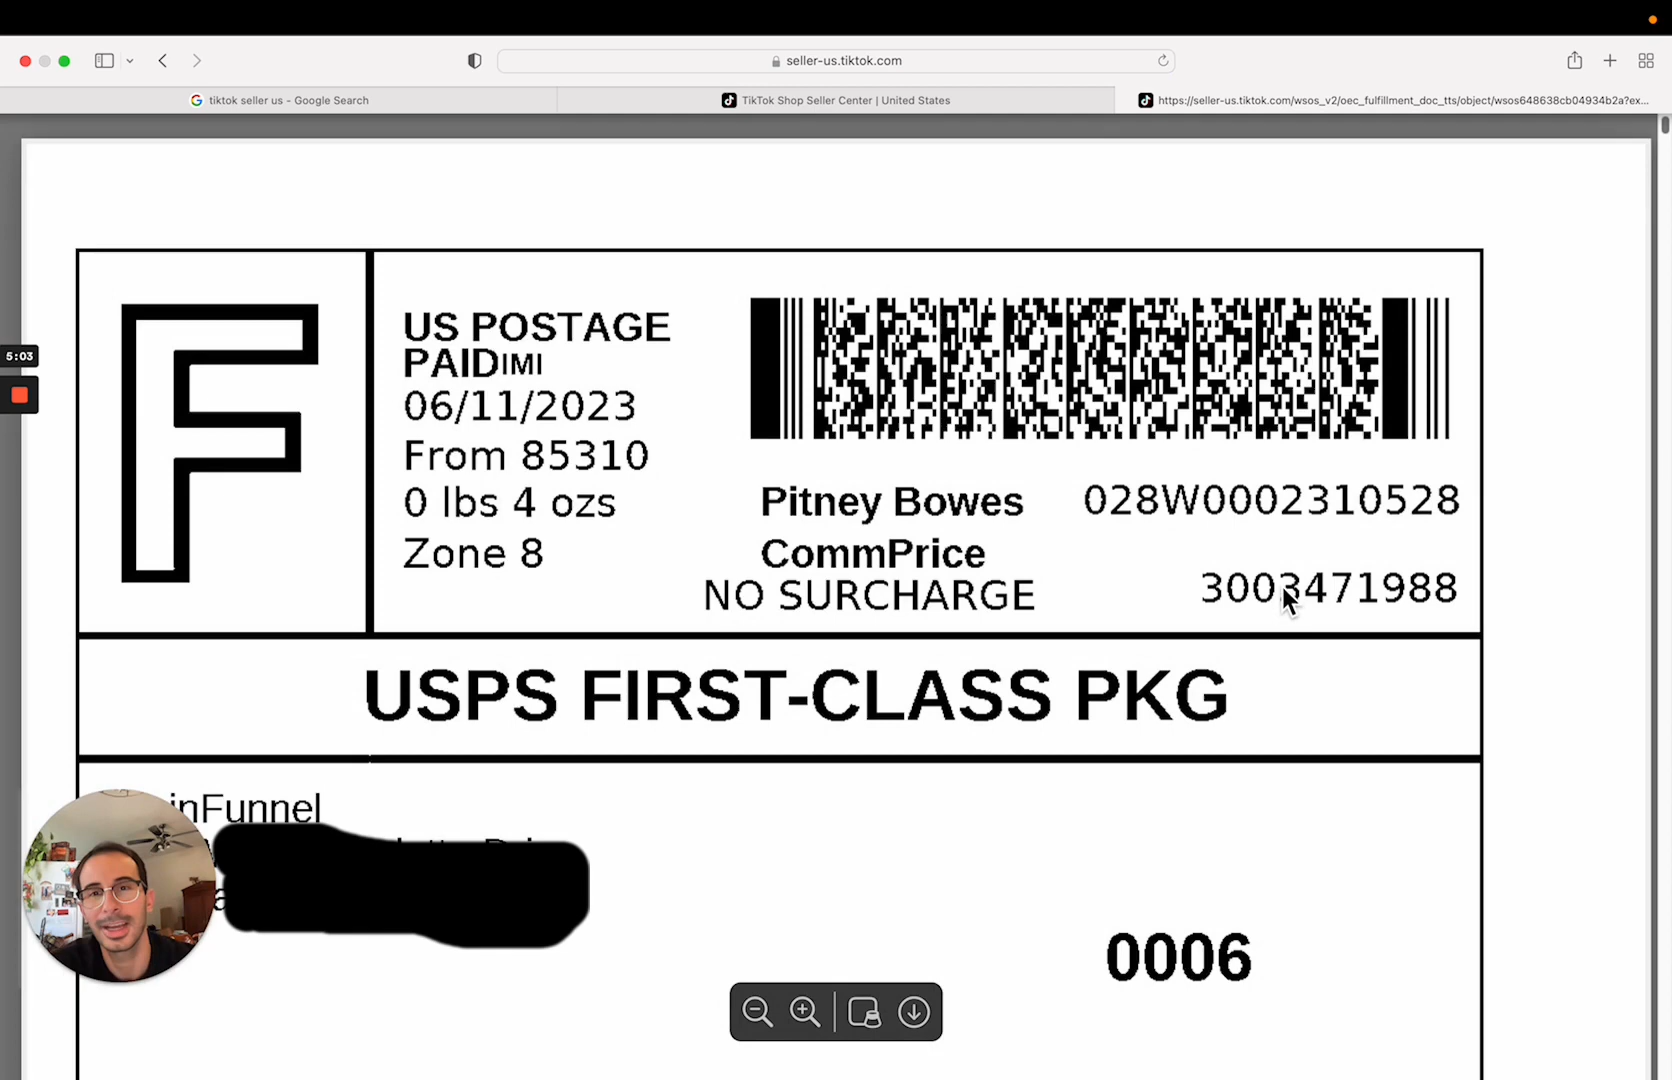 seller-us.tiktok.com
tiktok seller us - Google Search
TikTok Shop Seller Center | United States
https://seller-us.tiktok.com/wsos_v2/oec_fulfillment_doc_tts/object/wsos648638cb04934b2a?ex...
5:03
F
US POSTAGE
PAID IMI
06/11/2023
From 85310
0 lbs 4 ozs
Zone 8
Pitney Bowes
028W0002310528
CommPrice
NO SURCHARGE
3003471988
USPS FIRST-CLASS PKG
inFunnel
0006